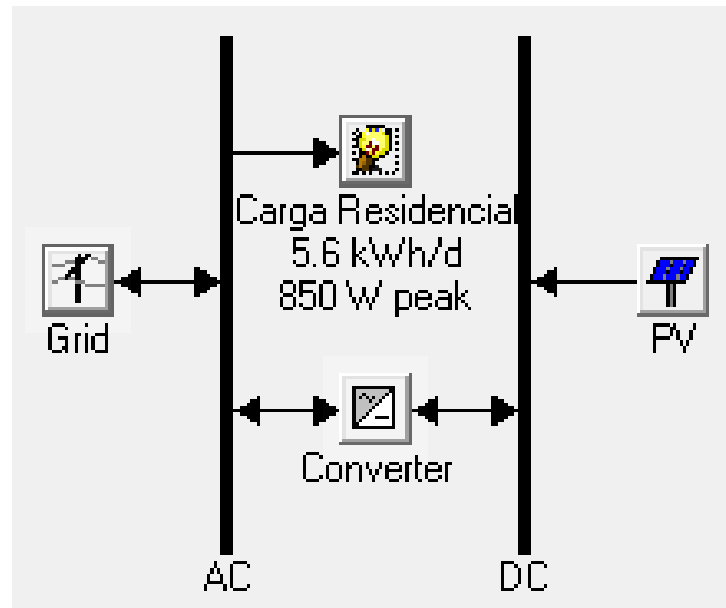 Carga Residencial
5.6 kWh/d
850 W peak
Grid
PV
Converter
AC
DC